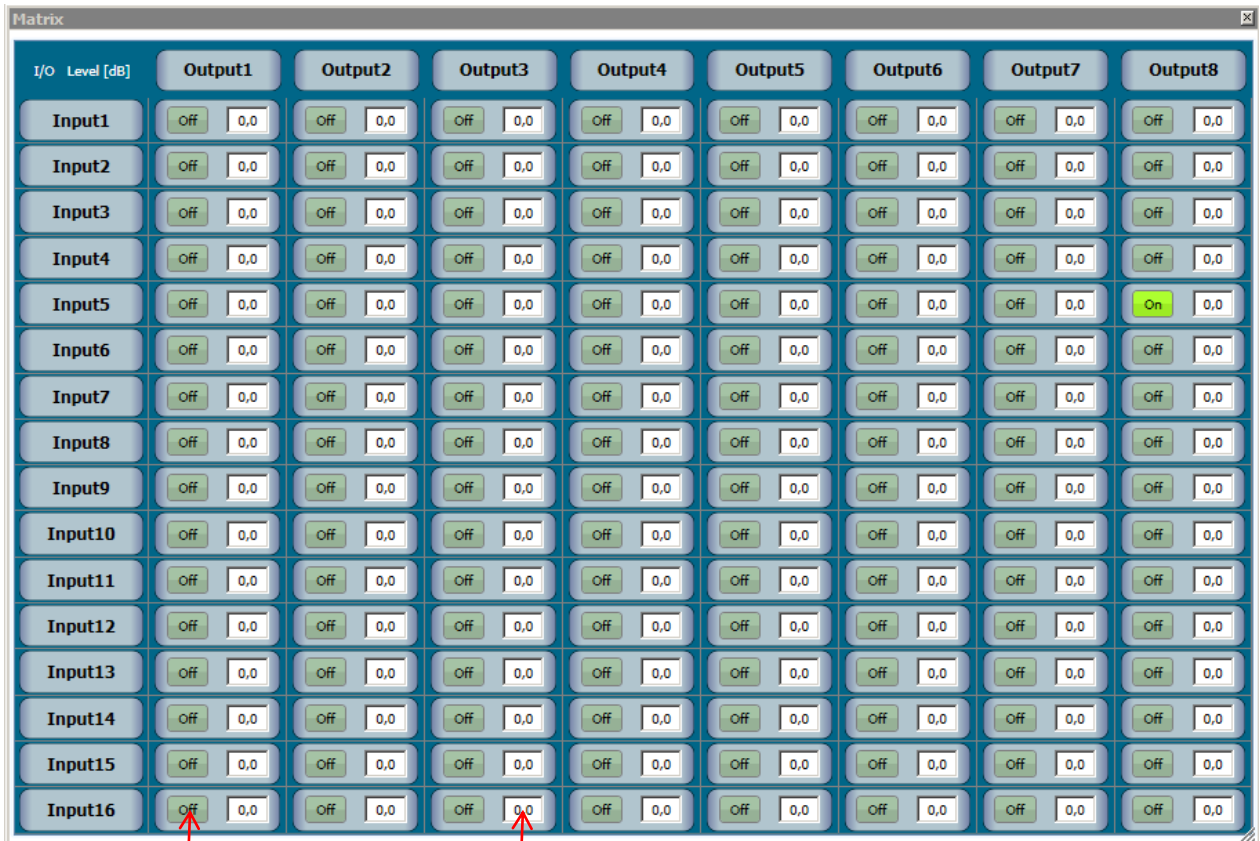 Matrix
I/O Level [dB] Output1 Output2 Output3 Output4 Output5 Output6 Output7 Output8
Input1 Off 0,0 Off 0,0 Off 0,0 Off 0,0 Off 0,0 Off 0,0 Off 0,0 Off 0,0
Input2 Off 0,0 Off 0,0 Off 0,0 Off 0,0 Off 0,0 Off 0,0 Off 0,0 Off 0,0
Input3 Off 0,0 Off 0,0 Off 0,0 Off 0,0 Off 0,0 Off 0,0 Off 0,0 Off 0,0
Input4 Off 0,0 Off 0,0 Off 0,0 Off 0,0 Off 0,0 Off 0,0 Off 0,0 Off 0,0
Input5 Off 0,0 Off 0,0 Off 0,0 Off 0,0 Off 0,0 Off 0,0 Off 0,0 On 0,0
Input6 Off 0,0 Off 0,0 Off 0,0 Off 0,0 Off 0,0 Off 0,0 Off 0,0 Off 0,0
Input7 Off 0,0 Off 0,0 Off 0,0 Off 0,0 Off 0,0 Off 0,0 Off 0,0 Off 0,0
Input8 Off 0,0 Off 0,0 Off 0,0 Off 0,0 Off 0,0 Off 0,0 Off 0,0 Off 0,0
Input9 Off 0,0 Off 0,0 Off 0,0 Off 0,0 Off 0,0 Off 0,0 Off 0,0 Off 0,0
Input10 Off 0,0 Off 0,0 Off 0,0 Off 0,0 Off 0,0 Off 0,0 Off 0,0 Off 0,0
Input11 Off 0,0 Off 0,0 Off 0,0 Off 0,0 Off 0,0 Off 0,0 Off 0,0 Off 0,0
Input12 Off 0,0 Off 0,0 Off 0,0 Off 0,0 Off 0,0 Off 0,0 Off 0,0 Off 0,0
Input13 Off 0,0 Off 0,0 Off 0,0 Off 0,0 Off 0,0 Off 0,0 Off 0,0 Off 0,0
Input14 Off 0,0 Off 0,0 Off 0,0 Off 0,0 Off 0,0 Off 0,0 Off 0,0 Off 0,0
Input15 Off 0,0 Off 0,0 Off 0,0 Off 0,0 Off 0,0 Off 0,0 Off 0,0 Off 0,0
Input16 Off 0,0 Off 0,0 Off 0,0 Off 0,0 Off 0,0 Off 0,0 Off 0,0 Off 0,0